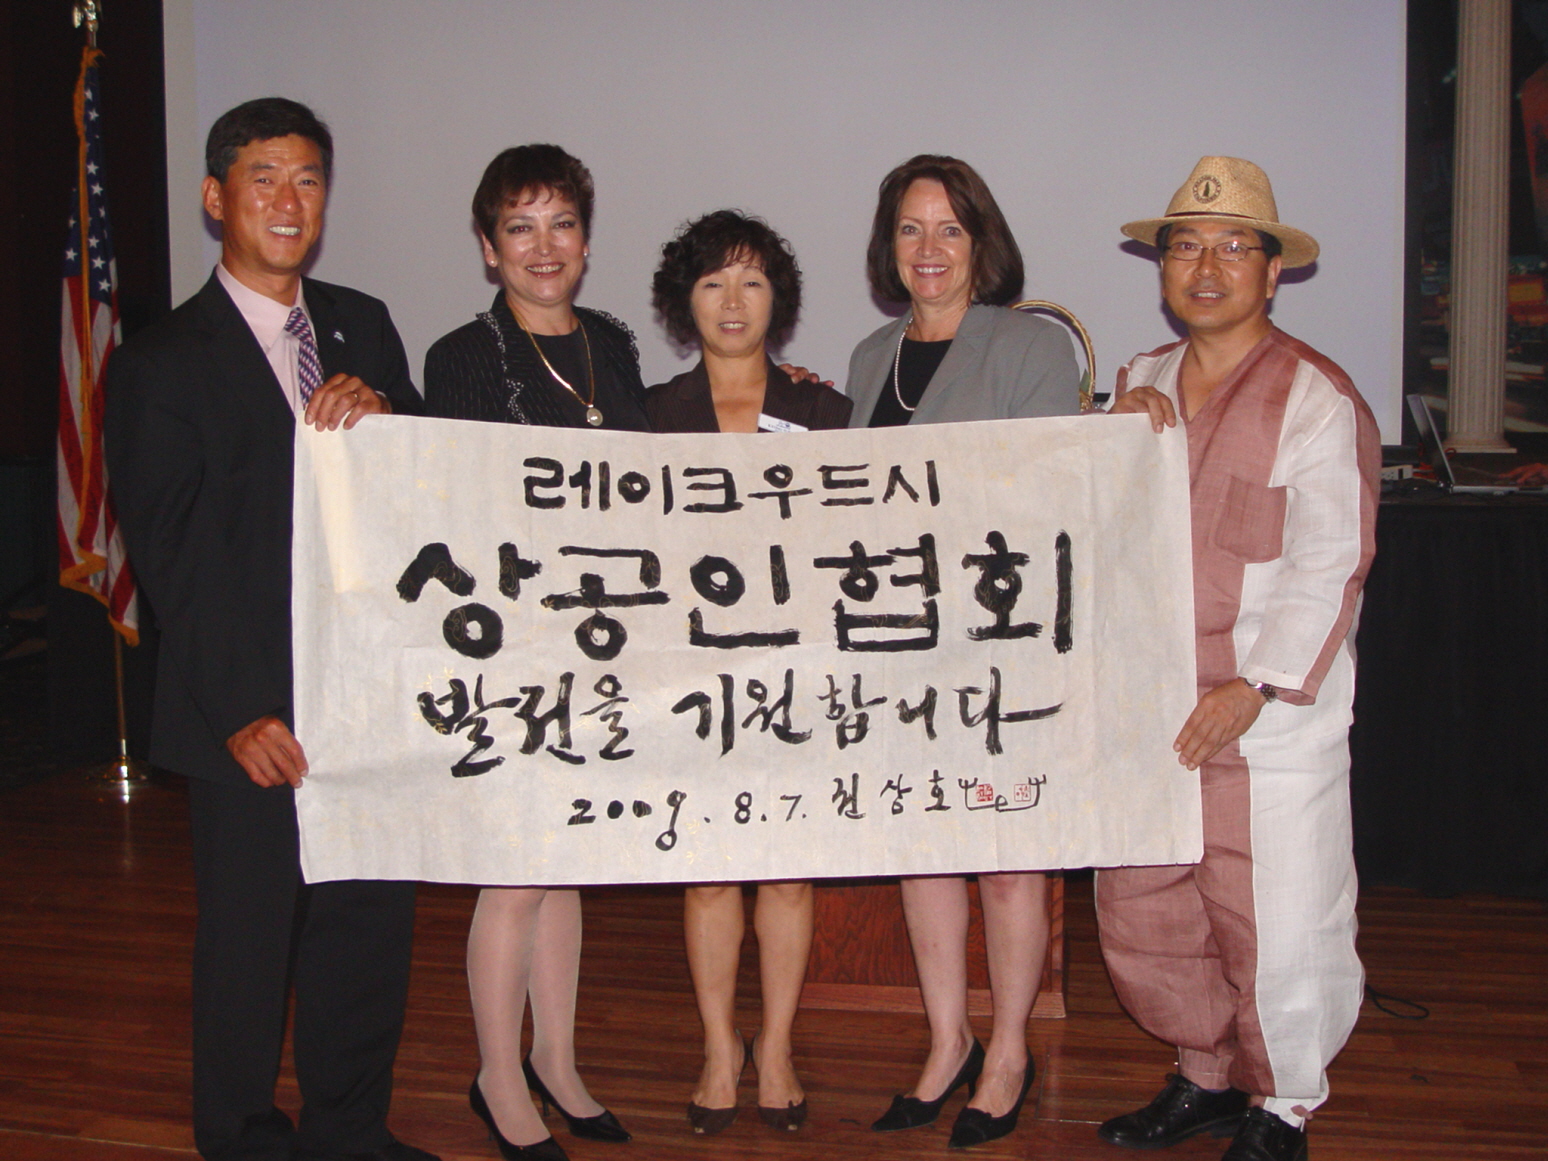 레이크우드시
상공인협회
발전을 기원합니다
2009. 8. 7. 권상호